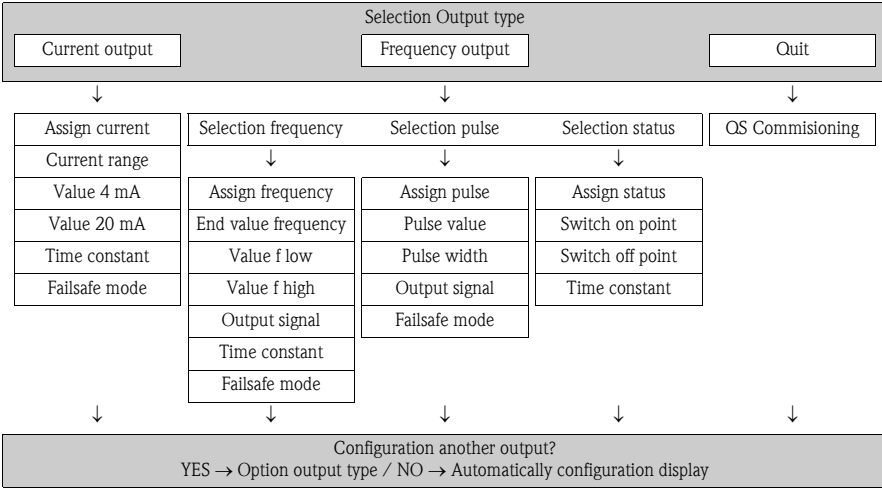 Selection Output type
Current output Frequency output Quit
↓ ↓ ↓
Assign current Selection frequency Selection pulse Selection status QS Commisioning
Current range ↓ ↓ ↓
Value 4 mA Assign frequency Assign pulse Assign status
Value 20 mA End value frequency Pulse value Switch on point
Time constant Value f low Pulse width Switch off point
Failsafe mode Value f high Output signal Time constant
Output signal Failsafe mode
Time constant
Failsafe mode
↓ ↓ ↓ ↓ ↓
Configuration another output?
YES → Option output type / NO → Automatically configuration display